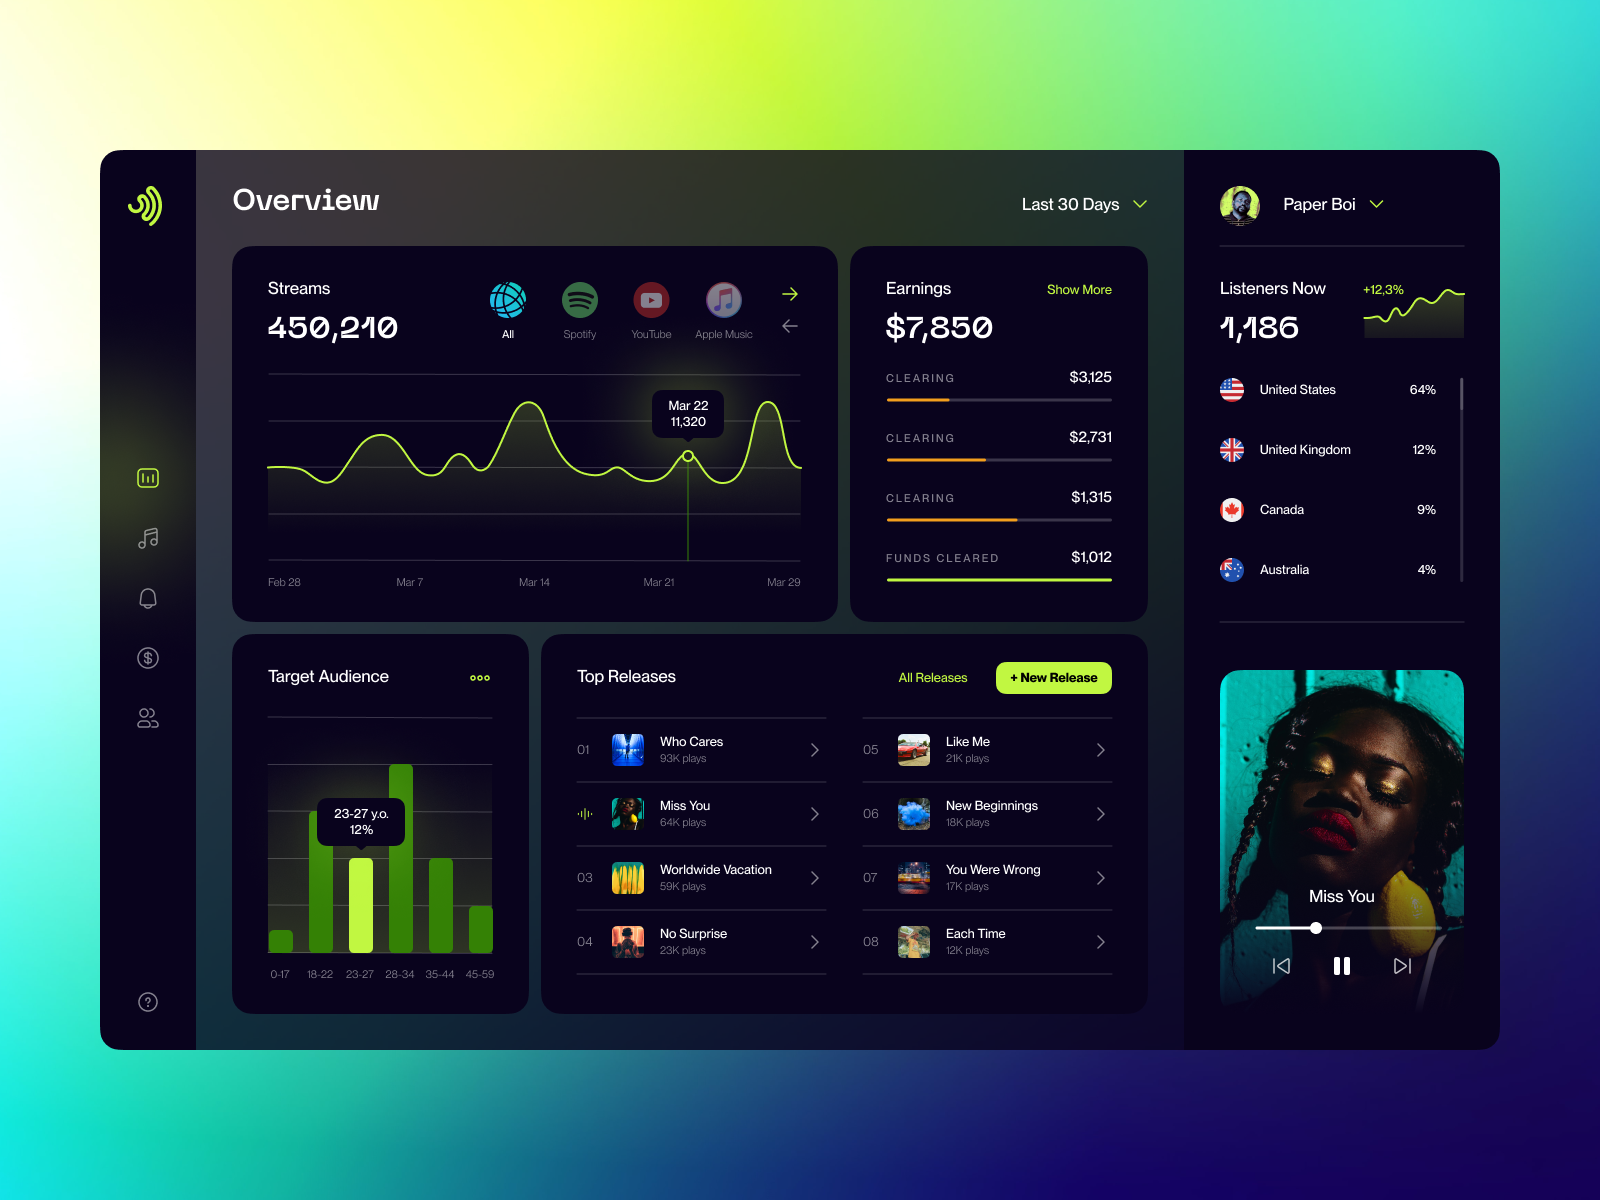 Overview
Last 30 Days
Paper Boi
Streams
450,210
All
Spotify
YouTube
Apple Music
Mar 22
11,320
Feb 28
Mar 7
Mar 14
Mar 21
Mar 29
Earnings
Show More
$7,850
CLEARING
$3,125
CLEARING
$2,731
CLEARING
$1,315
FUNDS CLEARED
$1,012
Listeners Now
+12,3%
1,186
United States
64%
United Kingdom
12%
Canada
9%
Australia
4%
Target Audience
23-27 y.o.
12%
0-17
18-22
23-27
28-34
35-44
45-59
Top Releases
All Releases
+ New Release
01
Who Cares
93K plays
Miss You
64K plays
03
Worldwide Vacation
59K plays
04
No Surprise
23K plays
05
Like Me
21K plays
06
New Beginnings
18K plays
07
You Were Wrong
17K plays
08
Each Time
12K plays
Miss You